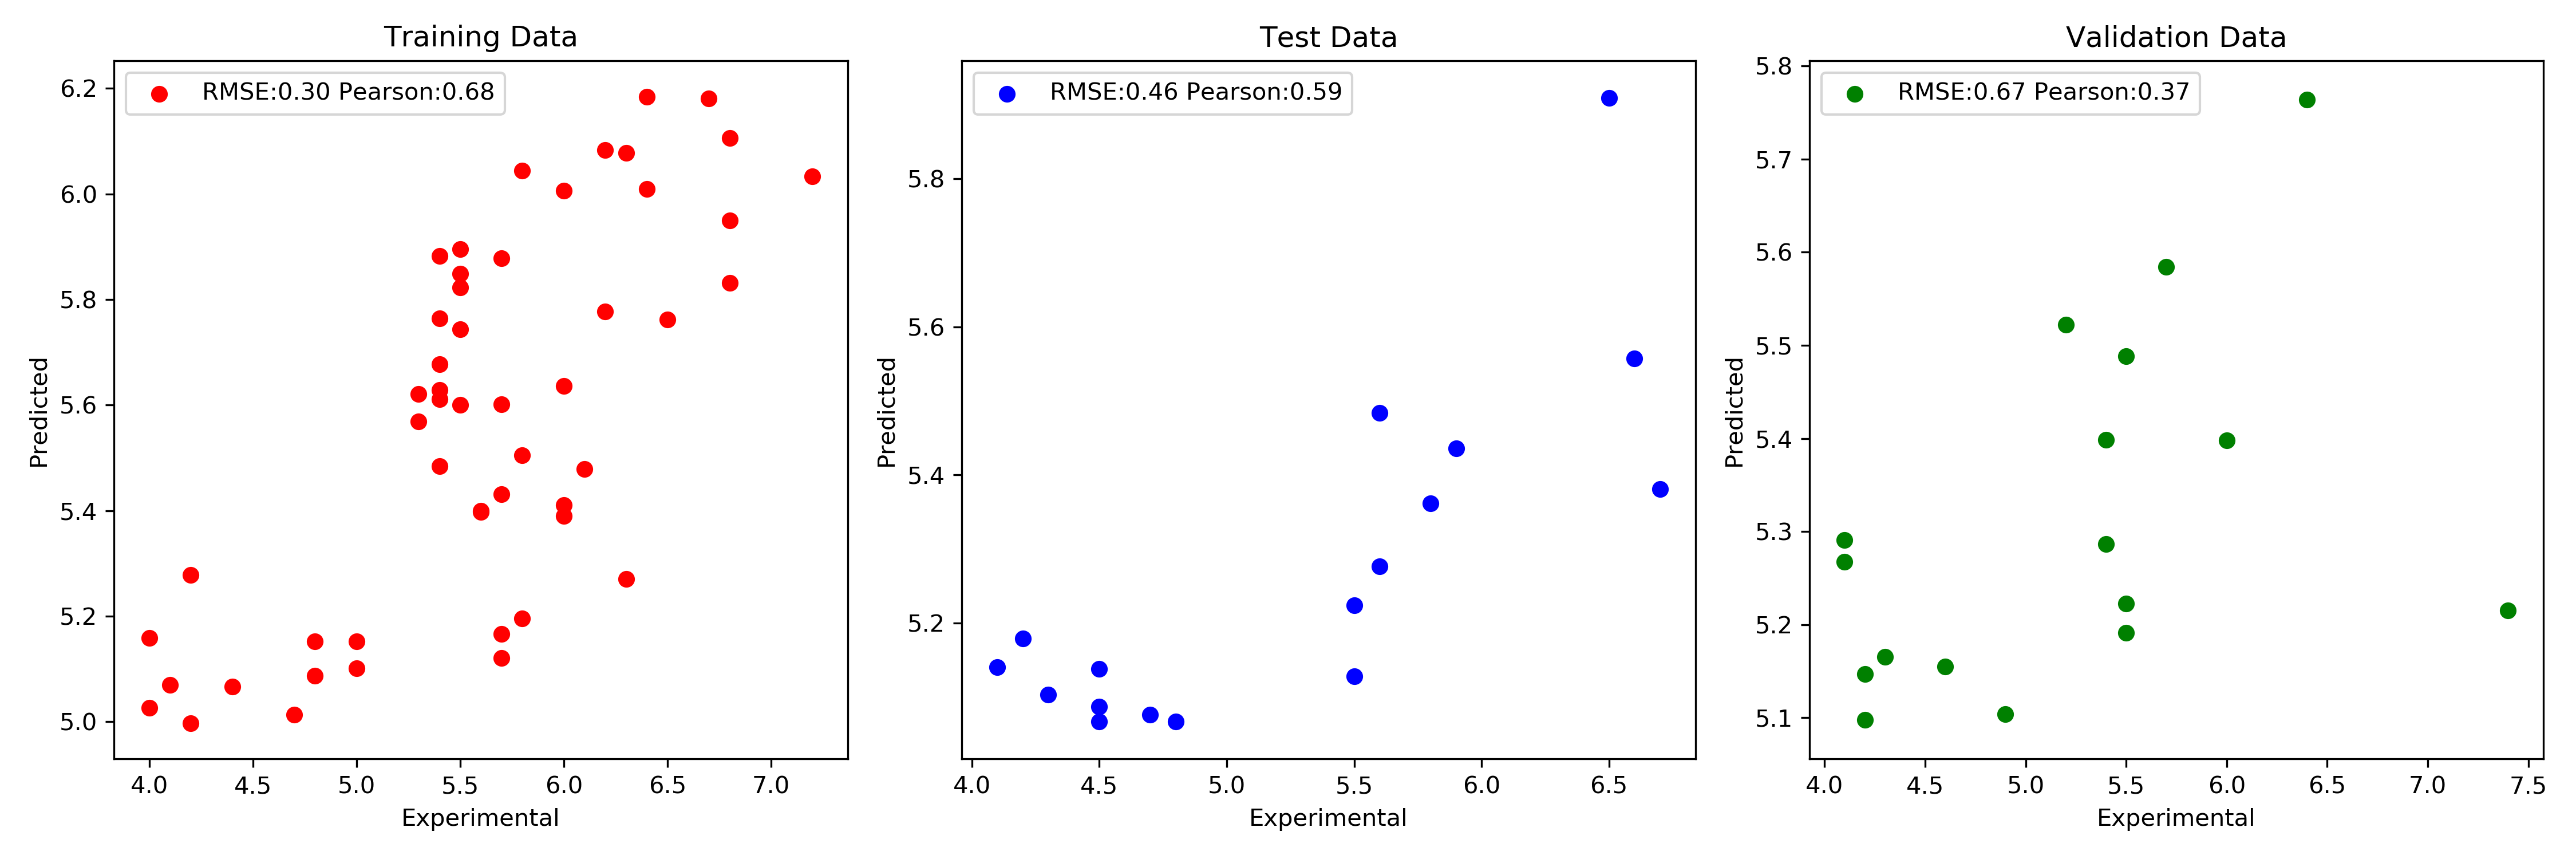 Training Data
RMSE:0.30 Pearson:0.68
6.2
6.0
5.8
5.6
5.4
5.2
5.0
Predicted
4.0 4.5 5.0 5.5 6.0 6.5 7.0
Experimental
Test Data
RMSE:0.46 Pearson:0.59
5.8
5.6
5.4
5.2
Predicted
4.0 4.5 5.0 5.5 6.0 6.5
Experimental
Validation Data
RMSE:0.67 Pearson:0.37
5.8
5.7
5.6
5.5
5.4
5.3
5.2
5.1
Predicted
4.0 4.5 5.0 5.5 6.0 6.5 7.0 7.5
Experimental